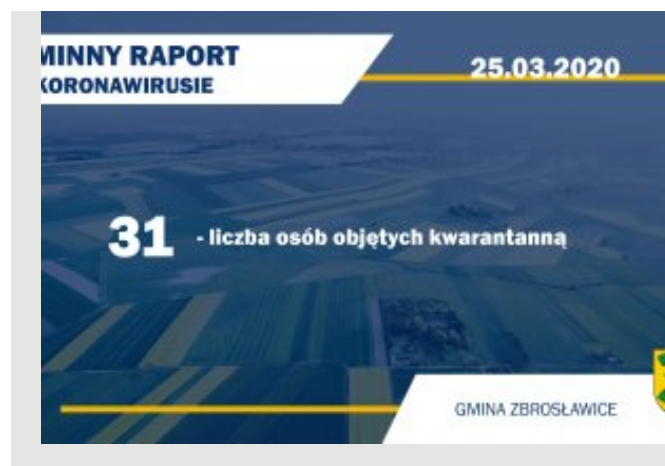 MINNY RAPORT
KORONAWIRUSIE
25.03.2020
31 - liczba osób objętych kwarantanną
GMINA ZBROSŁAWICE